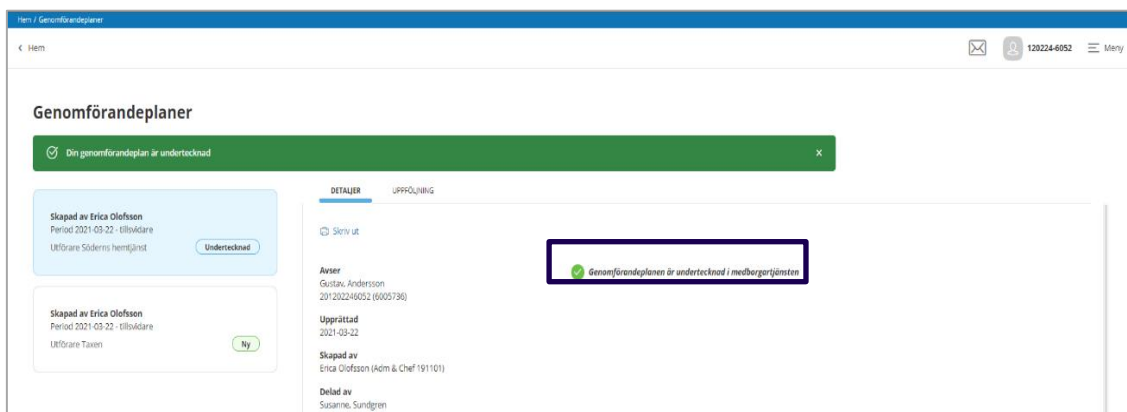 Hem / Genomförandeplaner
Hem
120224-6052
Meny
Genomförandeplaner
Din genomförandeplan är undertecknad
Skapad av Erica Olofsson
Period 2021-03-22 - tillsvidare
Utförare Söderns hemtjänst
Undertecknad
Skapad av Erica Olofsson
Period 2021-03-22 - tillsvidare
Utförare Taxen
Ny
DETALJER
UPPFÖLJNING
Skriv ut
Avser
Gustav, Andersson
201202246052 (6005736)
Genomförandeplanen är undertecknad i medborgartjänsten
Upprättad
2021-03-22
Skapad av
Erica Olofsson (Adm & Chef 191101)
Delad av
Susanne, Sundgren